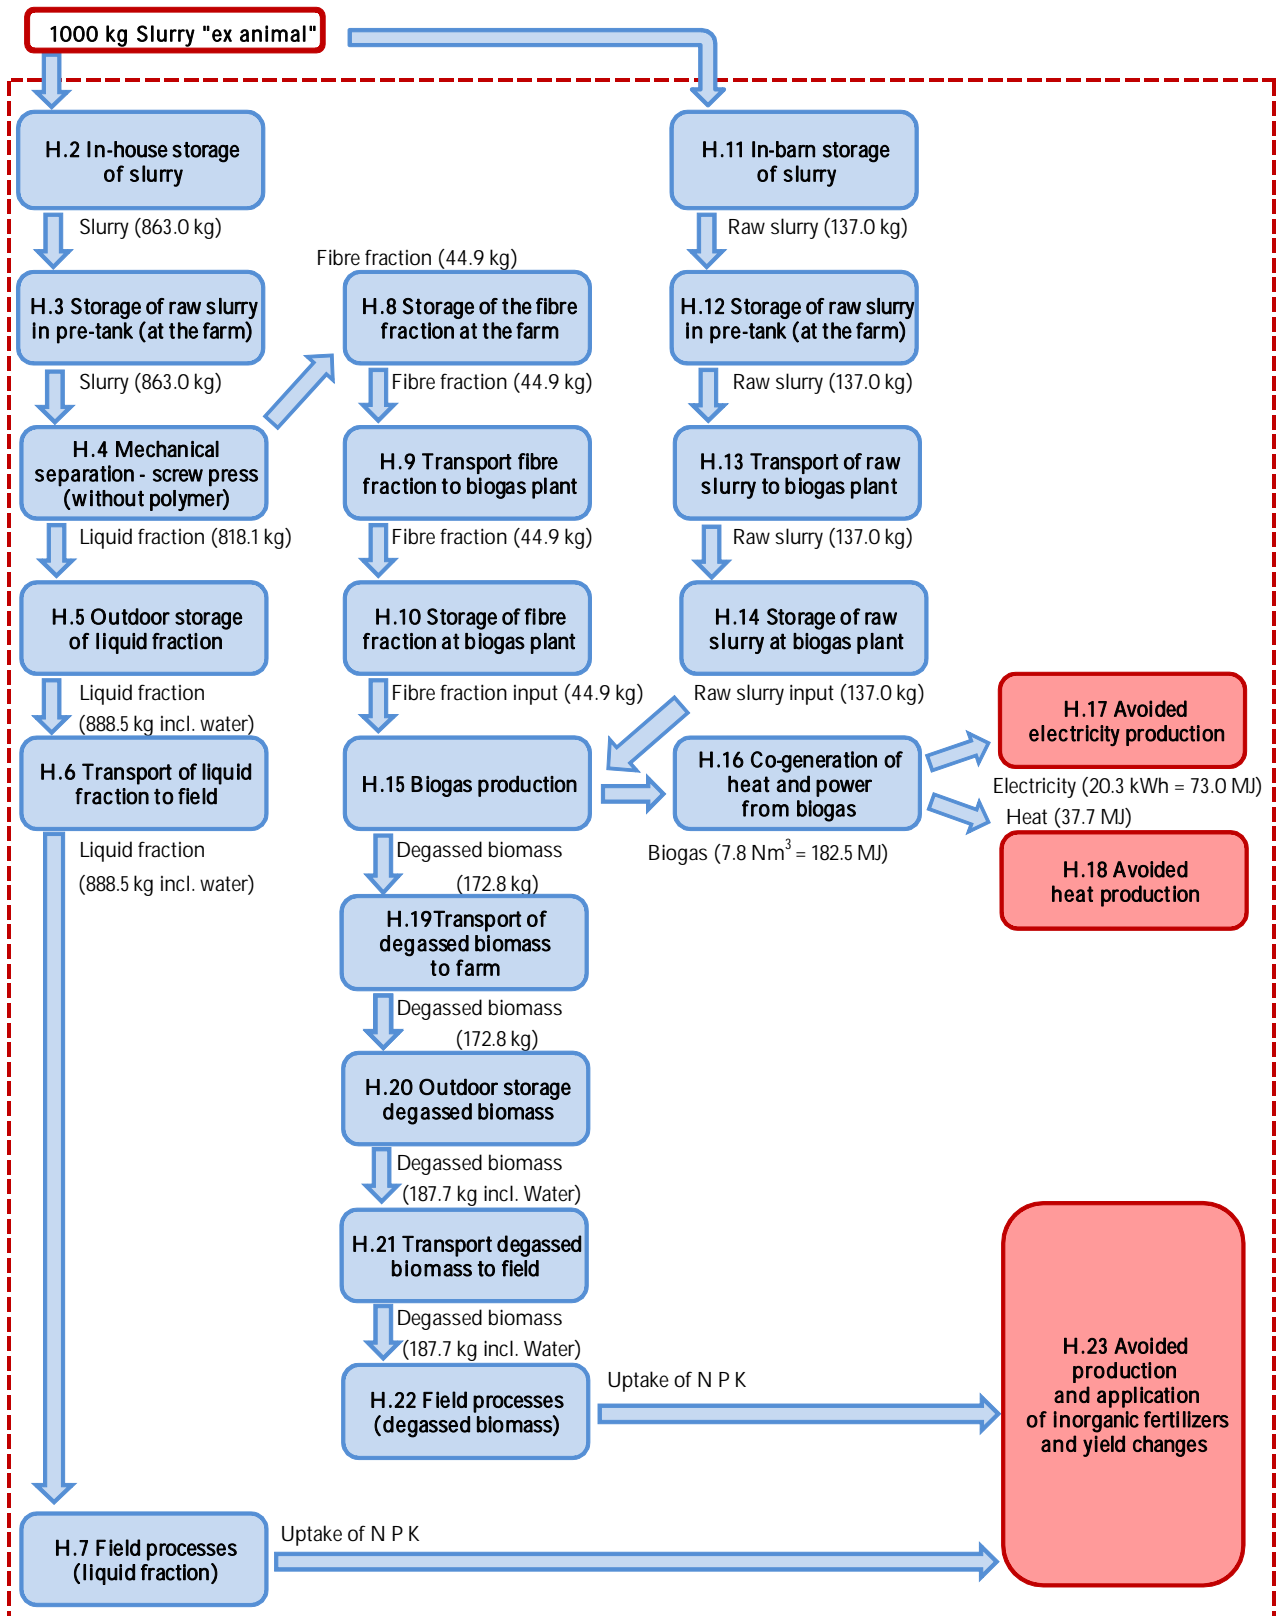 1000 kg Slurry "ex animal"
H.2 In-house storage
of slurry
Slurry (863.0 kg)
H.3 Storage of raw slurry
in pre-tank (at the farm)
Slurry (863.0 kg)
H.4 Mechanical
separation - screw press
(without polymer)
Liquid fraction (818.1 kg)
H.5 Outdoor storage
of liquid fraction
Liquid fraction
(888.5 kg incl. water)
H.6 Transport of liquid
fraction to field
Liquid fraction
(888.5 kg incl. water)
H.7 Field processes
(liquid fraction)
Uptake of N P K
Fibre fraction (44.9 kg)
H.8 Storage of the fibre
fraction at the farm
Fibre fraction (44.9 kg)
H.9 Transport fibre
fraction to biogas plant
Fibre fraction (44.9 kg)
H.10 Storage of fibre
fraction at biogas plant
Fibre fraction input (44.9 kg)
H.11 In-barn storage
of slurry
Raw slurry (137.0 kg)
H.12 Storage of raw slurry
in pre-tank (at the farm)
Raw slurry (137.0 kg)
H.13 Transport of raw
slurry to biogas plant
Raw slurry (137.0 kg)
H.14 Storage of raw
slurry at biogas plant
Raw slurry input (137.0 kg)
H.15 Biogas production
H.16 Co-generation of
heat and power
from biogas
Biogas (7.8 Nm³ = 182.5 MJ)
H.17 Avoided
electricity production
Electricity (20.3 kWh = 73.0 MJ)
Heat (37.7 MJ)
H.18 Avoided
heat production
Degassed biomass
(172.8 kg)
H.19Transport of
degassed biomass
to farm
Degassed biomass
(172.8 kg)
H.20 Outdoor storage
degassed biomass
Degassed biomass
(187.7 kg incl. Water)
H.21 Transport degassed
biomass to field
Degassed biomass
(187.7 kg incl. Water)
H.22 Field processes
(degassed biomass)
Uptake of N P K
H.23 Avoided
production
and application
of inorganic fertilizers
and yield changes